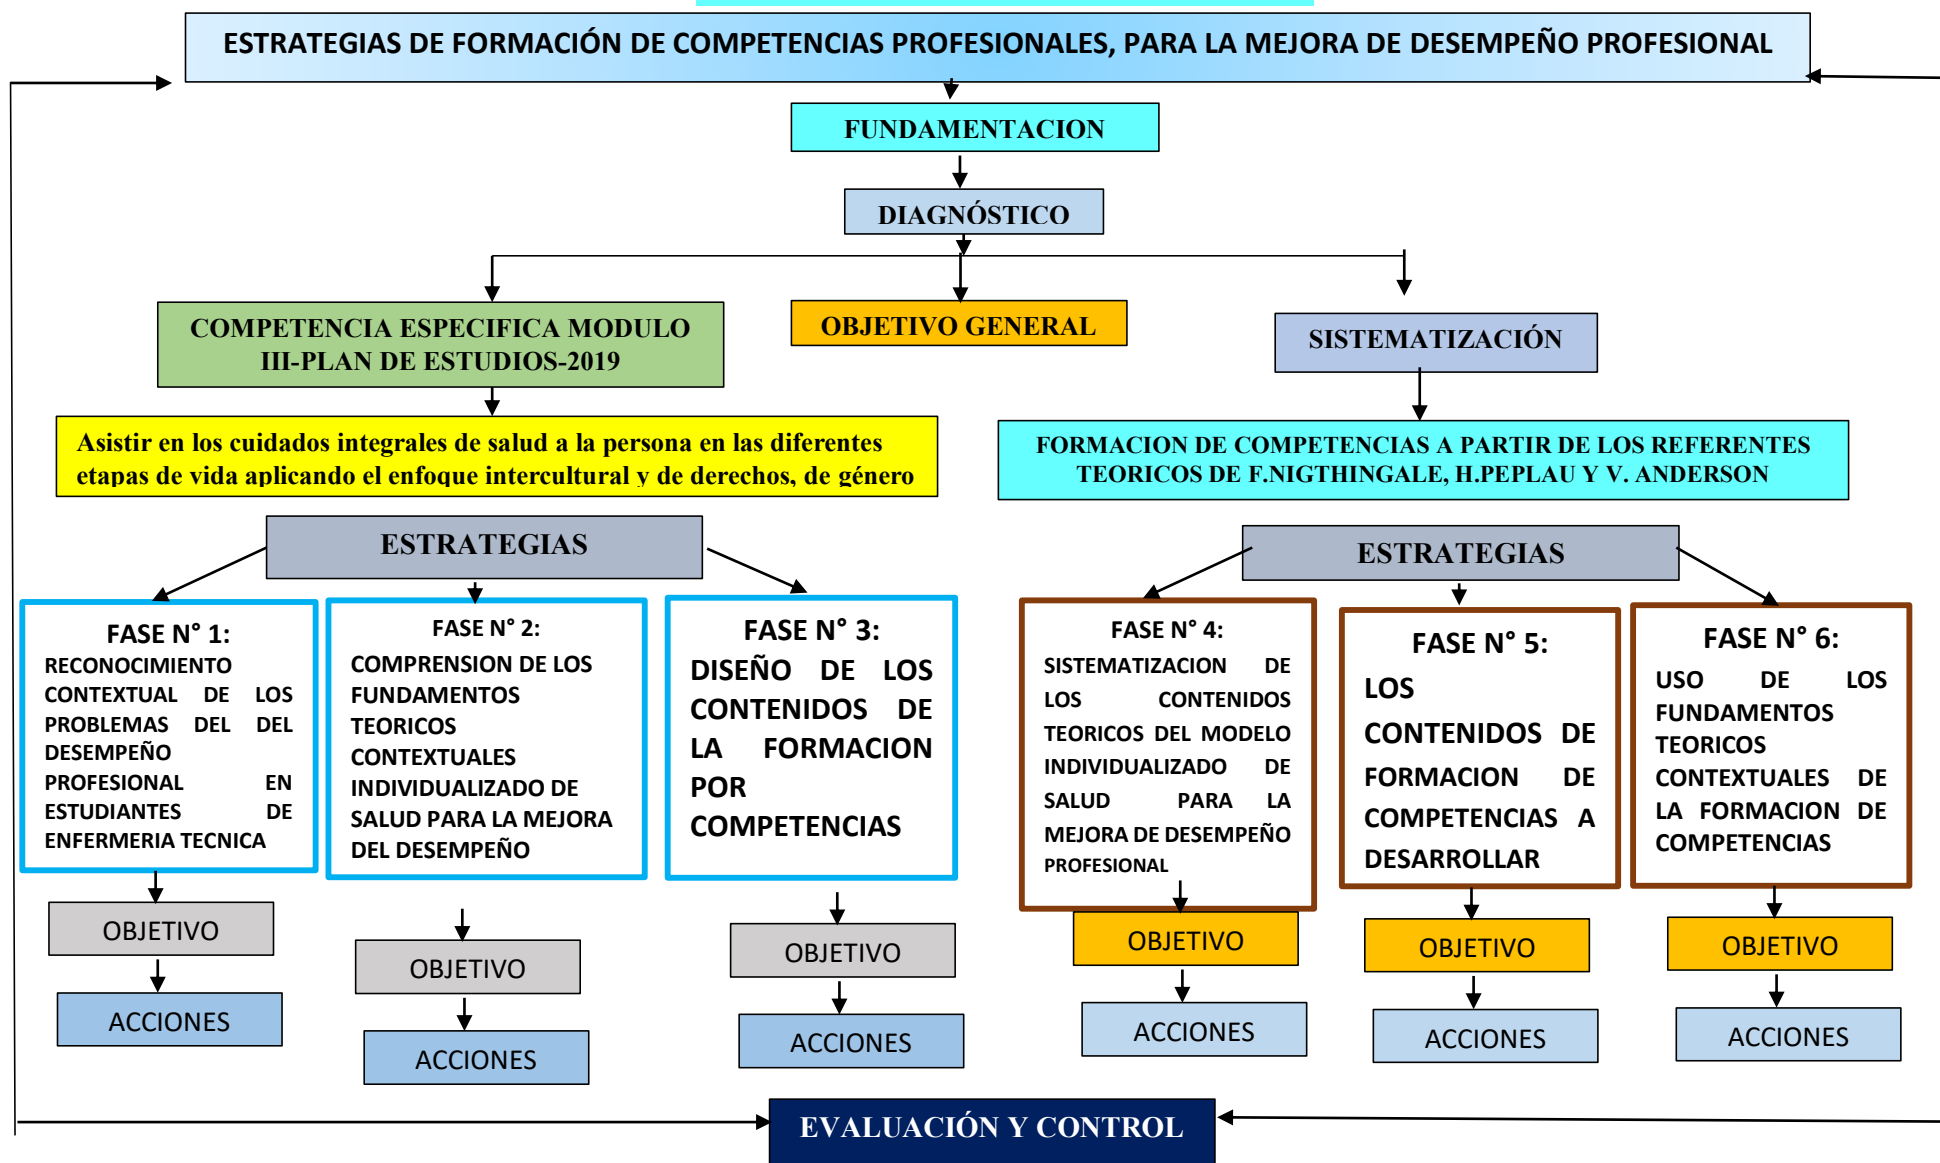 ESTRATEGIAS DE FORMACIÓN DE COMPETENCIAS PROFESIONALES, PARA LA MEJORA DE DESEMPEÑO PROFESIONAL
FUNDAMENTACION
DIAGNÓSTICO
COMPETENCIA ESPECIFICA MODULO
III-PLAN DE ESTUDIOS-2019
OBJETIVO GENERAL
SISTEMATIZACIÓN
Asistir en los cuidados integrales de salud a la persona en las diferentes
etapas de vida aplicando el enfoque intercultural y de derechos, de género
FORMACION DE COMPETENCIAS A PARTIR DE LOS REFERENTES
TEORICOS DE F.NIGTHINGALE, H.PEPLAU Y V. ANDERSON
ESTRATEGIAS
ESTRATEGIAS
FASE N° 1:
RECONOCIMIENTO
CONTEXTUAL DE LOS
PROBLEMAS DEL DEL
DESEMPEÑO
PROFESIONAL EN
ESTUDIANTES DE
ENFERMERIA TECNICA
FASE N° 2:
COMPRENSION DE LOS
FUNDAMENTOS
TEORICOS
CONTEXTUALES
INDIVIDUALIZADO DE
SALUD PARA LA MEJORA
DEL DESEMPEÑO
FASE N° 3:
DISEÑO DE LOS
CONTENIDOS DE
LA FORMACION
POR
COMPETENCIAS
FASE N° 4:
SISTEMATIZACION DE
LOS CONTENIDOS
TEORICOS DEL MODELO
INDIVIDUALIZADO DE
SALUD PARA LA
MEJORA DE DESEMPEÑO
PROFESIONAL
FASE N° 5:
LOS
CONTENIDOS DE
FORMACION DE
COMPETENCIAS A
DESARROLLAR
FASE N° 6:
USO DE LOS
FUNDAMENTOS
TEORICOS
CONTEXTUALES DE
LA FORMACION DE
COMPETENCIAS
OBJETIVO
OBJETIVO
OBJETIVO
OBJETIVO
OBJETIVO
OBJETIVO
ACCIONES
ACCIONES
ACCIONES
ACCIONES
ACCIONES
ACCIONES
EVALUACIÓN Y CONTROL